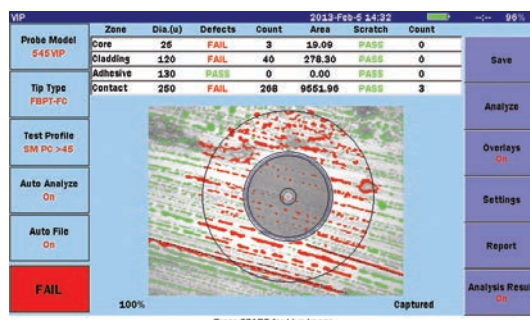 VIP 2013-Feb-5 14:32 --:-- 96%
Probe Model
545 VIP
Tip Type
FBPT-FC
Test Profile
SM PC >45
Auto Analyze
On
Auto File
On
FAIL
Zone Dia.(u) Defects Count Area Scratch Count
Core 25 FAIL 3 19.09 PASS 0
Cladding 120 FAIL 40 278.30 PASS 0
Adhesive 130 PASS 0 0.00 PASS 0
Contact 250 FAIL 268 9551.96 PASS 3
100% Captured
Save
Analyze
Overlays
On
Settings
Report
Analysis Resul
On